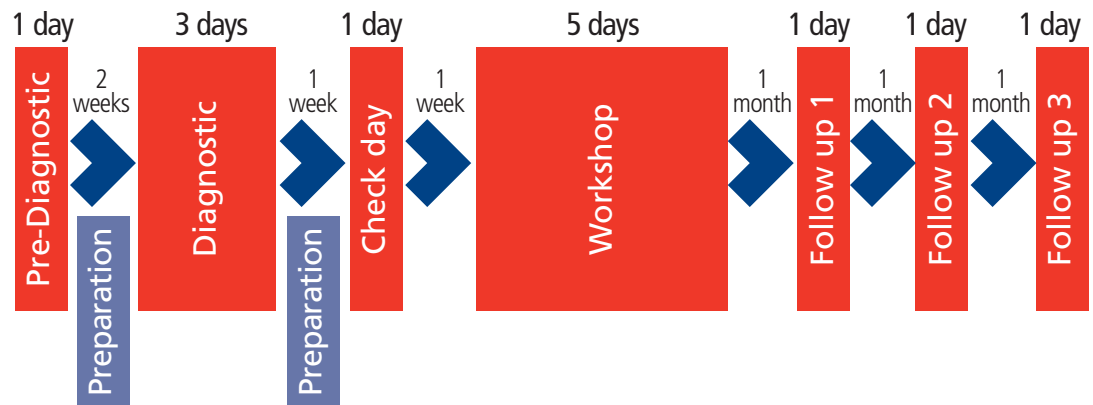 1 day
3 days
1 day
5 days
1 day
1 day
1 day
2
weeks
1
week
1
week
1
month
1
month
1
month
Pre-Diagnostic
Preparation
Diagnostic
Preparation
Check day
Workshop
Follow up 1
Follow up 2
Follow up 3